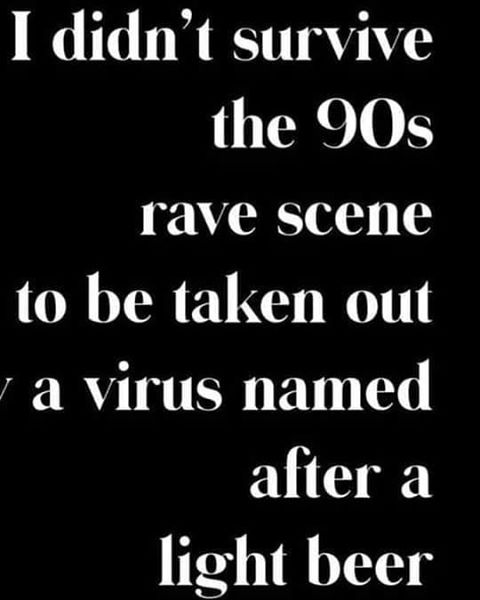 I didn’t survive
the 90s
rave scene
to be taken out
a virus named
after a
light beer